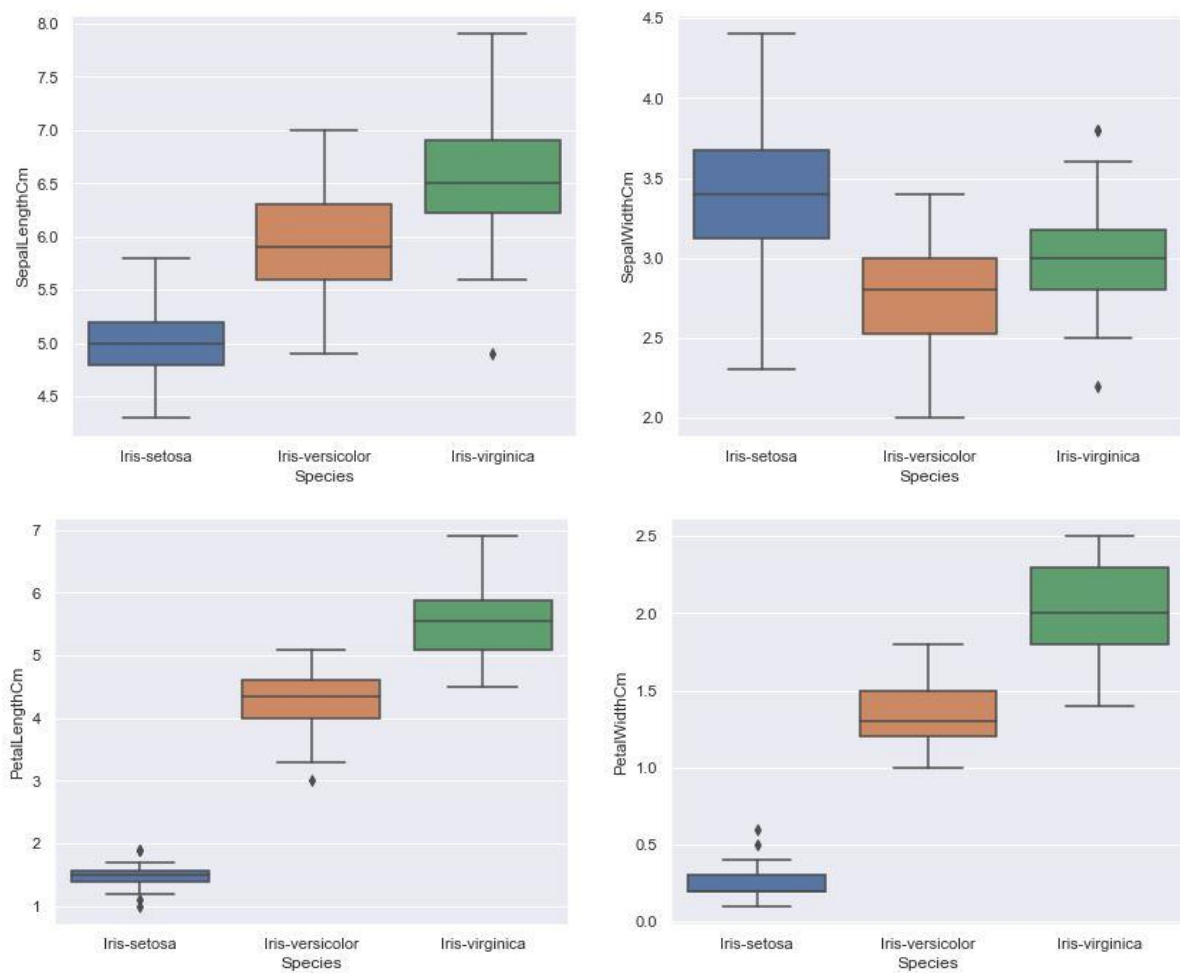 SepalLengthCm
8.0
7.5
7.0
6.5
6.0
5.5
5.0
4.5
Iris-setosa Iris-versicolor Iris-virginica
Species
SepalWidthCm
4.5
4.0
3.5
3.0
2.5
2.0
Iris-setosa Iris-versicolor Iris-virginica
Species
PetalLengthCm
7
6
5
4
3
2
1
Iris-setosa Iris-versicolor Iris-virginica
Species
PetalWidthCm
2.5
2.0
1.5
1.0
0.5
0.0
Iris-setosa Iris-versicolor Iris-virginica
Species